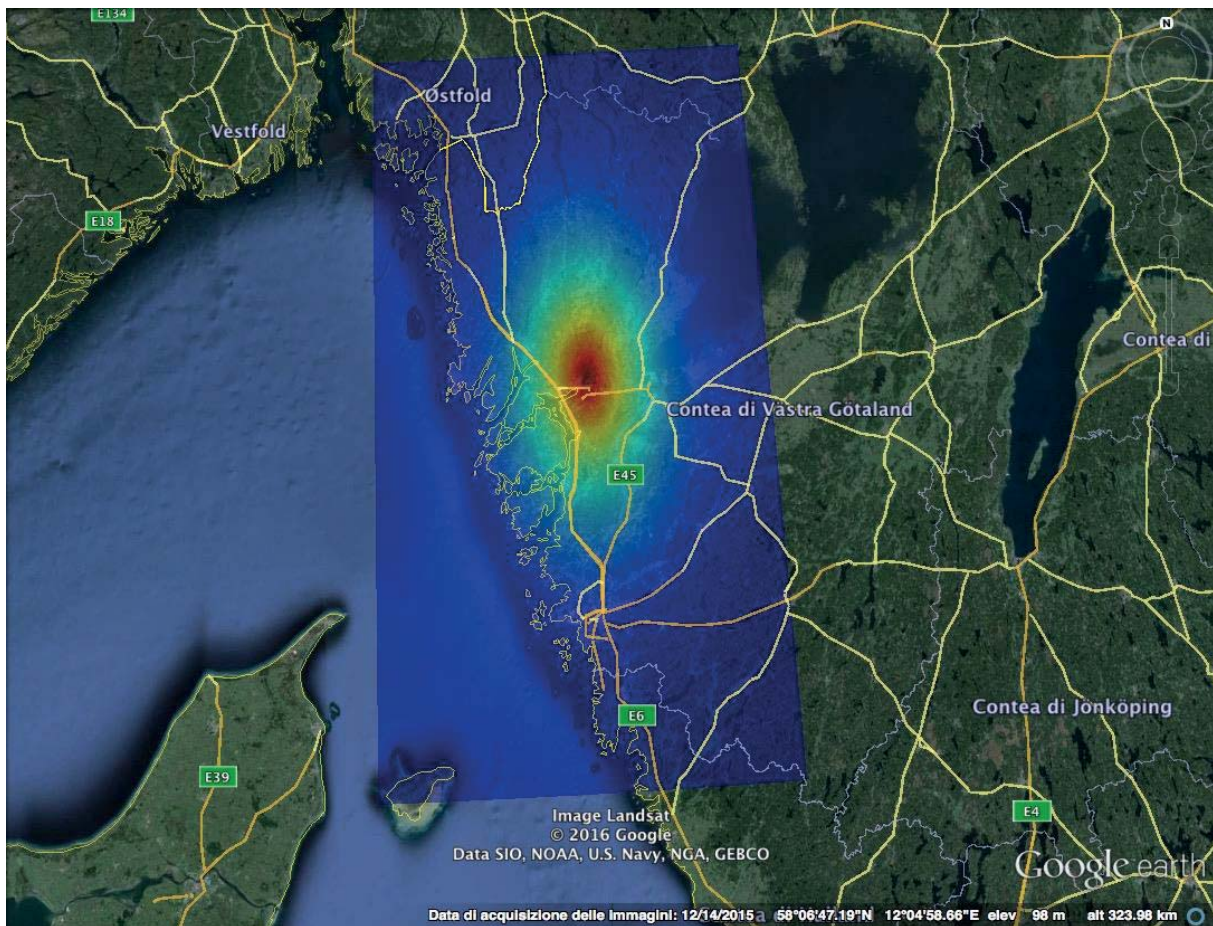 E134
N
Østfold
Vestfold
E18
Contea di
Contea di Västra Götaland
E45
E6
Contea di Jönköping
E39
E4
Image Landsat
© 2016 Google
Data SIO, NOAA, U.S. Navy, NGA, GEBCO
Google earth
Data di acquisizione delle immagini: 12/14/2015 58°06'47.19"N 12°04'58.66"E elev 98 m alt 323.98 km